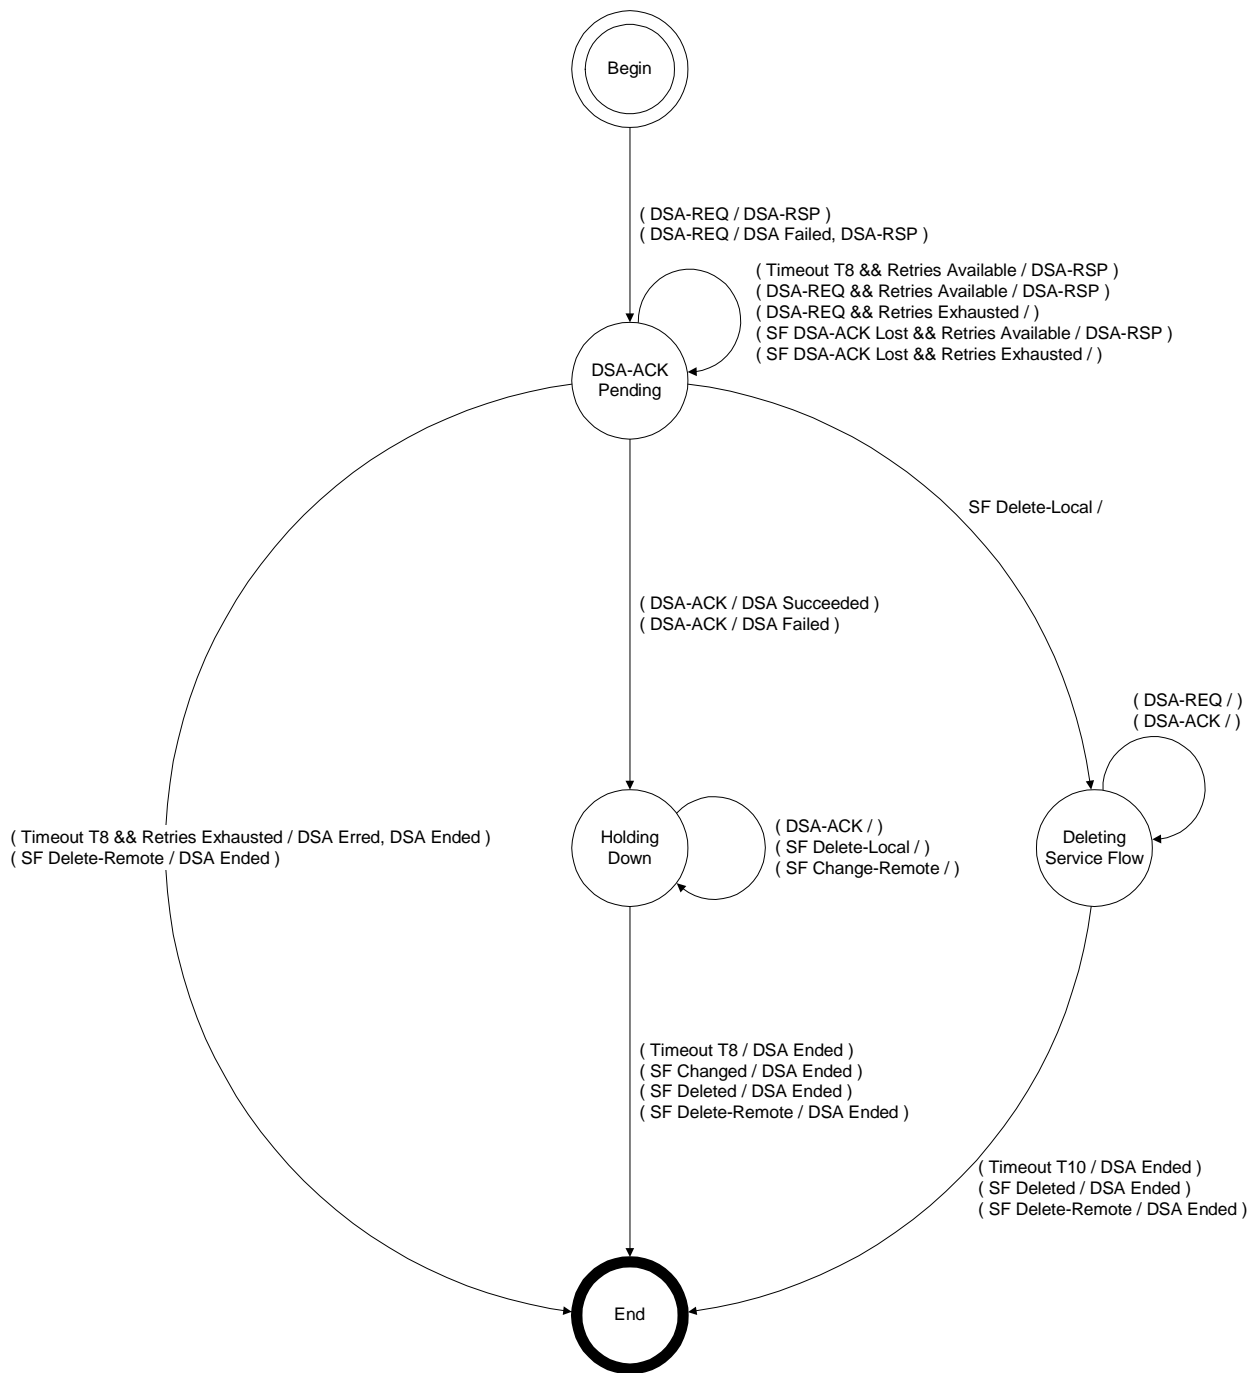 Begin
( DSA-REQ / DSA-RSP )
( DSA-REQ / DSA Failed, DSA-RSP )
( Timeout T8 && Retries Available / DSA-RSP )
( DSA-REQ && Retries Available / DSA-RSP )
( DSA-REQ && Retries Exhausted / )
( SF DSA-ACK Lost && Retries Available / DSA-RSP )
( SF DSA-ACK Lost && Retries Exhausted / )
DSA-ACK
Pending
SF Delete-Local /
( DSA-ACK / DSA Succeeded )
( DSA-ACK / DSA Failed )
( DSA-REQ / )
( DSA-ACK / )
( Timeout T8 && Retries Exhausted / DSA Erred, DSA Ended )
( SF Delete-Remote / DSA Ended )
Holding
Down
( DSA-ACK / )
( SF Delete-Local / )
( SF Change-Remote / )
Deleting
Service Flow
( Timeout T8 / DSA Ended )
( SF Changed / DSA Ended )
( SF Deleted / DSA Ended )
( SF Delete-Remote / DSA Ended )
( Timeout T10 / DSA Ended )
( SF Deleted / DSA Ended )
( SF Delete-Remote / DSA Ended )
End